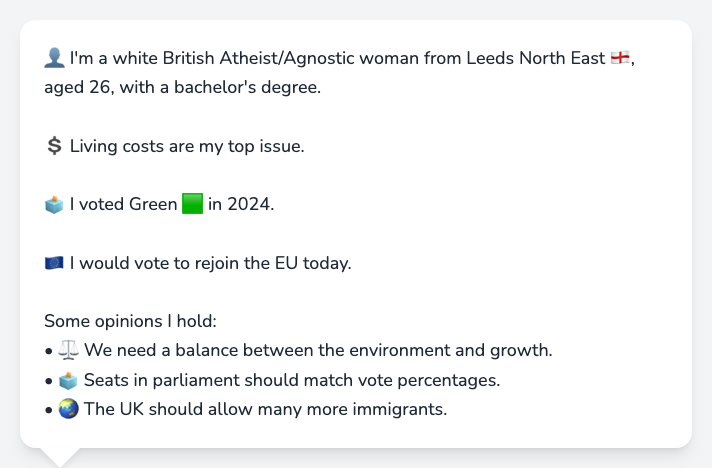 👤 I'm a white British Atheist/Agnostic woman from Leeds North East 🏴󠁧󠁢󠁥󠁮󠁧󠁿,
aged 26, with a bachelor's degree.
💲 Living costs are my top issue.
🗳️ I voted Green 🟩 in 2024.
🇪🇺 I would vote to rejoin the EU today.
Some opinions I hold:
• ⚖️ We need a balance between the environment and growth.
• 🗳️ Seats in parliament should match vote percentages.
• 🌏 The UK should allow many more immigrants.